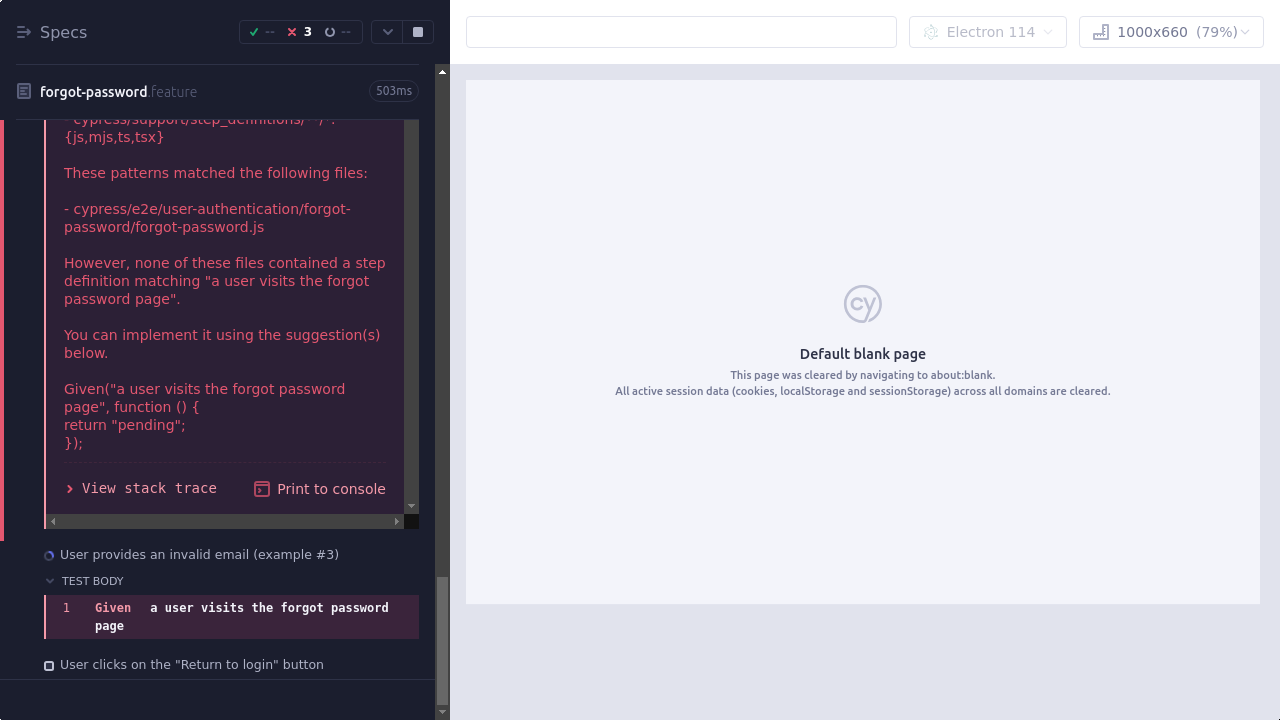 Specs
-- 3 --
Electron 114
1000x660 (79%)
forgot-password.feature
503ms
- cypress/support/step_definitions/**/*.
{js,mjs,ts,tsx}
These patterns matched the following files:
- cypress/e2e/user-authentication/forgot-
password/forgot-password.js
However, none of these files contained a step
definition matching "a user visits the forgot
password page".
You can implement it using the suggestion(s)
below.
Given("a user visits the forgot password
page", function () {
return "pending";
});
View stack trace
Print to console
User provides an invalid email (example #3)
TEST BODY
1 Given a user visits the forgot password
page
User clicks on the "Return to login" button
cy
Default blank page
This page was cleared by navigating to about:blank.
All active session data (cookies, localStorage and sessionStorage) across all domains are cleared.